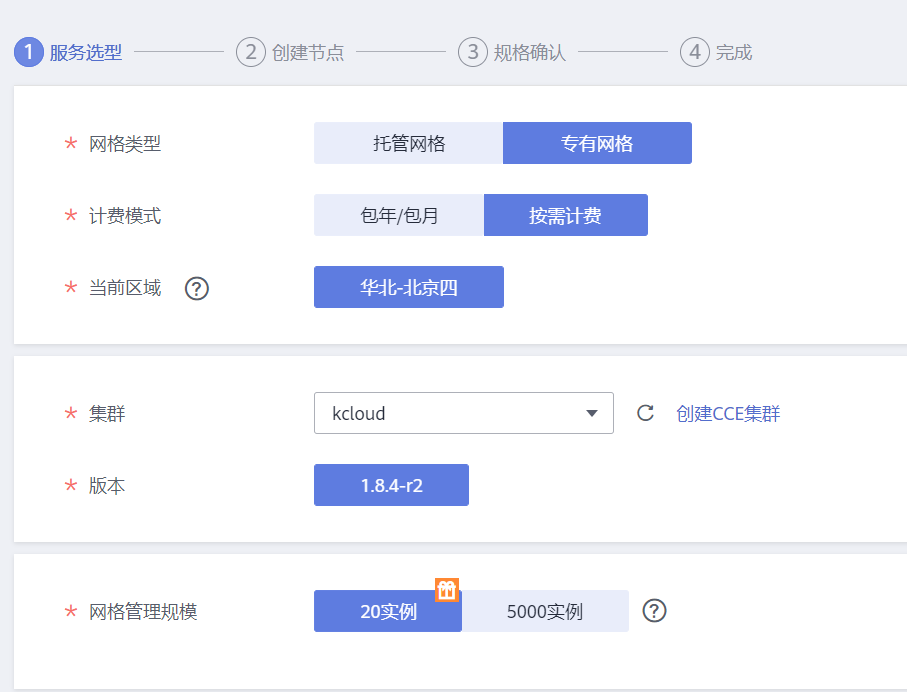 1 服务选型 2 创建节点 3 规格确认 4 完成
* 网格类型 托管网格 专有网格
* 计费模式 包年/包月 按需计费
* 当前区域 ? 华北-北京四
* 集群 kcloud 创建CCE集群
* 版本 1.8.4-r2
* 网格管理规模 20实例 5000实例 ?